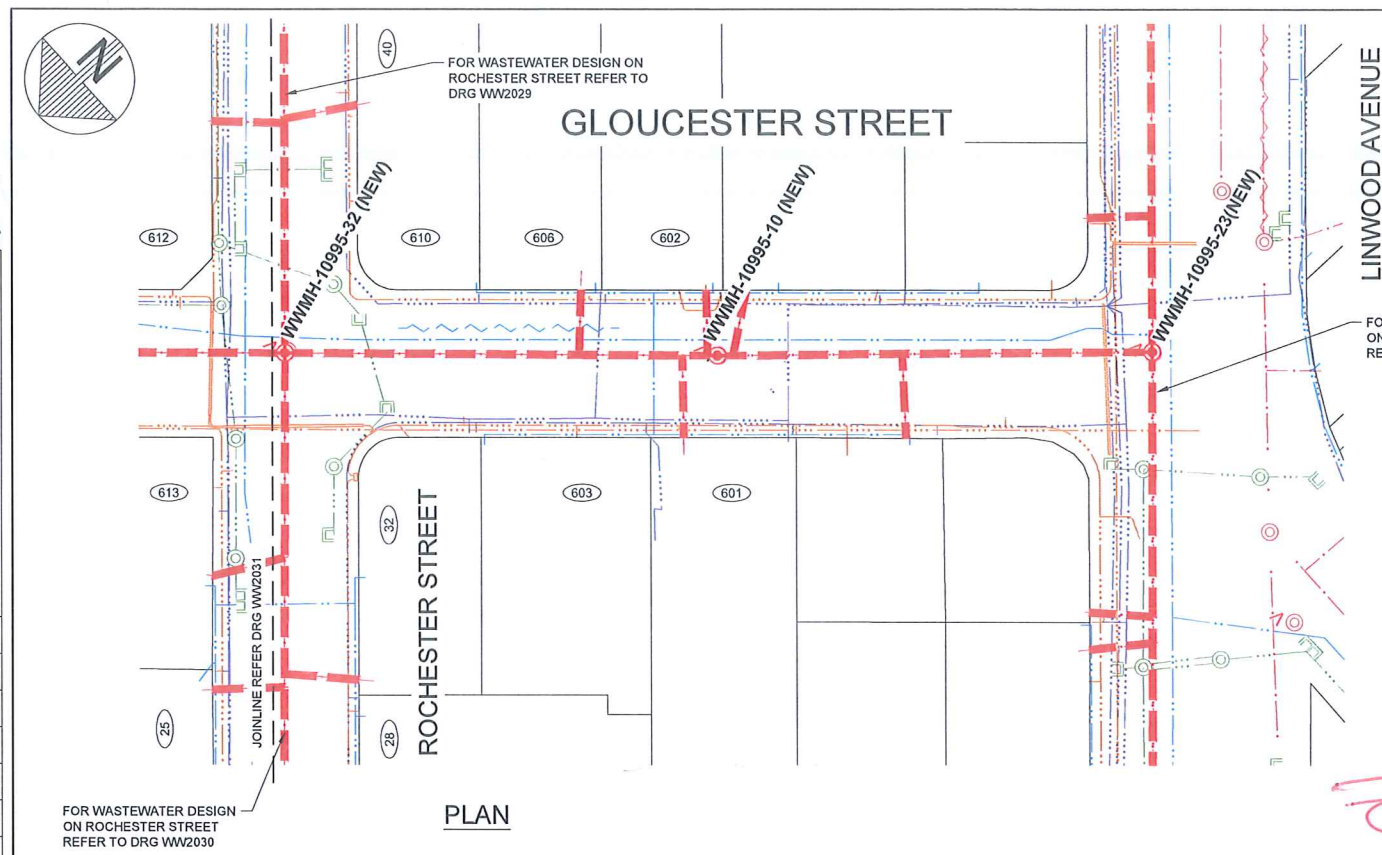 N
40
FOR WASTEWATER DESIGN ON
ROCHESTER STREET REFER TO
DRG WW2029
GLOUCESTER STREET
LINWOOD AVENUE
WWMH-10995-32 (NEW)
WWMH-10995-10 (NEW)
WWMH-10995-23(NEW)
612
610
606
602
FO
ON
RE
613
32
603
601
ROCHESTER STREET
JOINLINE REFER DRG WW2031
25
28
FOR WASTEWATER DESIGN
ON ROCHESTER STREET
REFER TO DRG WW2030
PLAN